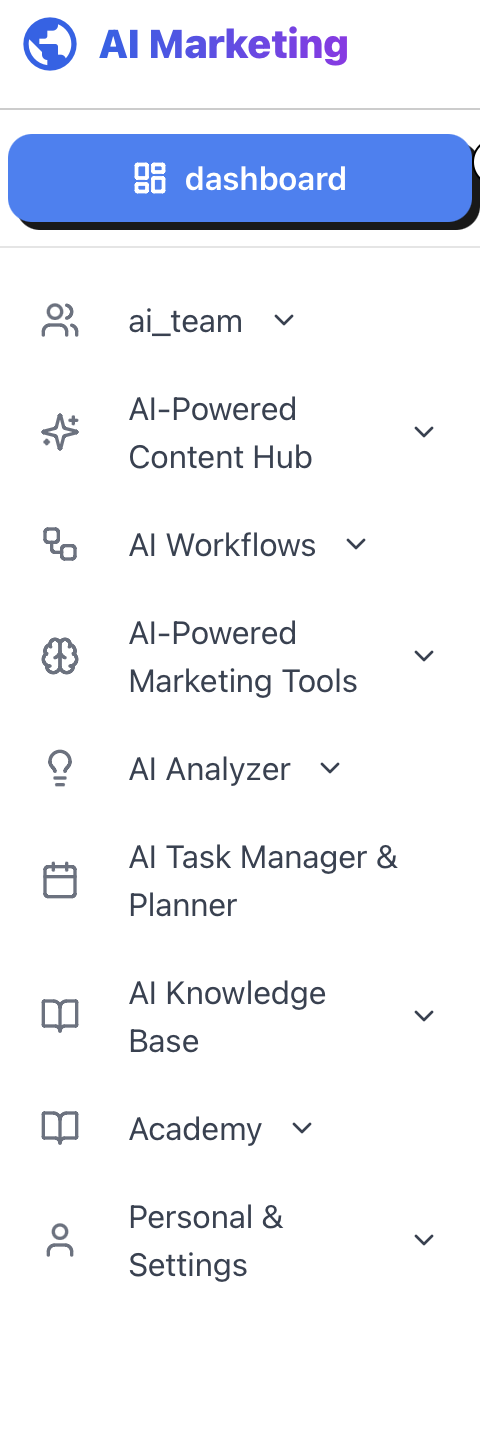 AI Marketing
dashboard
ai_team
AI-Powered
Content Hub
AI Workflows
AI-Powered
Marketing Tools
AI Analyzer
AI Task Manager &
Planner
AI Knowledge
Base
Academy
Personal &
Settings